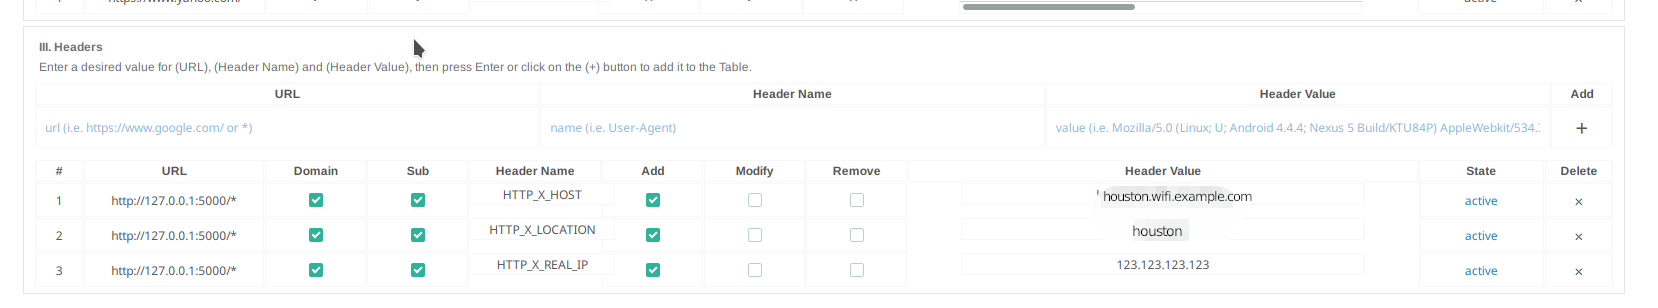 https://www.yahoo.com/ active ×
III. Headers
Enter a desired value for (URL), (Header Name) and (Header Value), then press Enter or click on the (+) button to add it to the Table.
URL Header Name Header Value Add
url (i.e. https://www.google.com/ or *) name (i.e. User-Agent) value (i.e. Mozilla/5.0 (Linux; U; Android 4.4.4; Nexus 5 Build/KTU84P) AppleWebkit/534. +
# URL Domain Sub Header Name Add Modify Remove Header Value State Delete
1 http://127.0.0.1:5000/* HTTP_X_HOST houston.wifi.example.com active ×
2 http://127.0.0.1:5000/* HTTP_X_LOCATION houston active ×
3 http://127.0.0.1:5000/* HTTP_X_REAL_IP 123.123.123.123 active ×